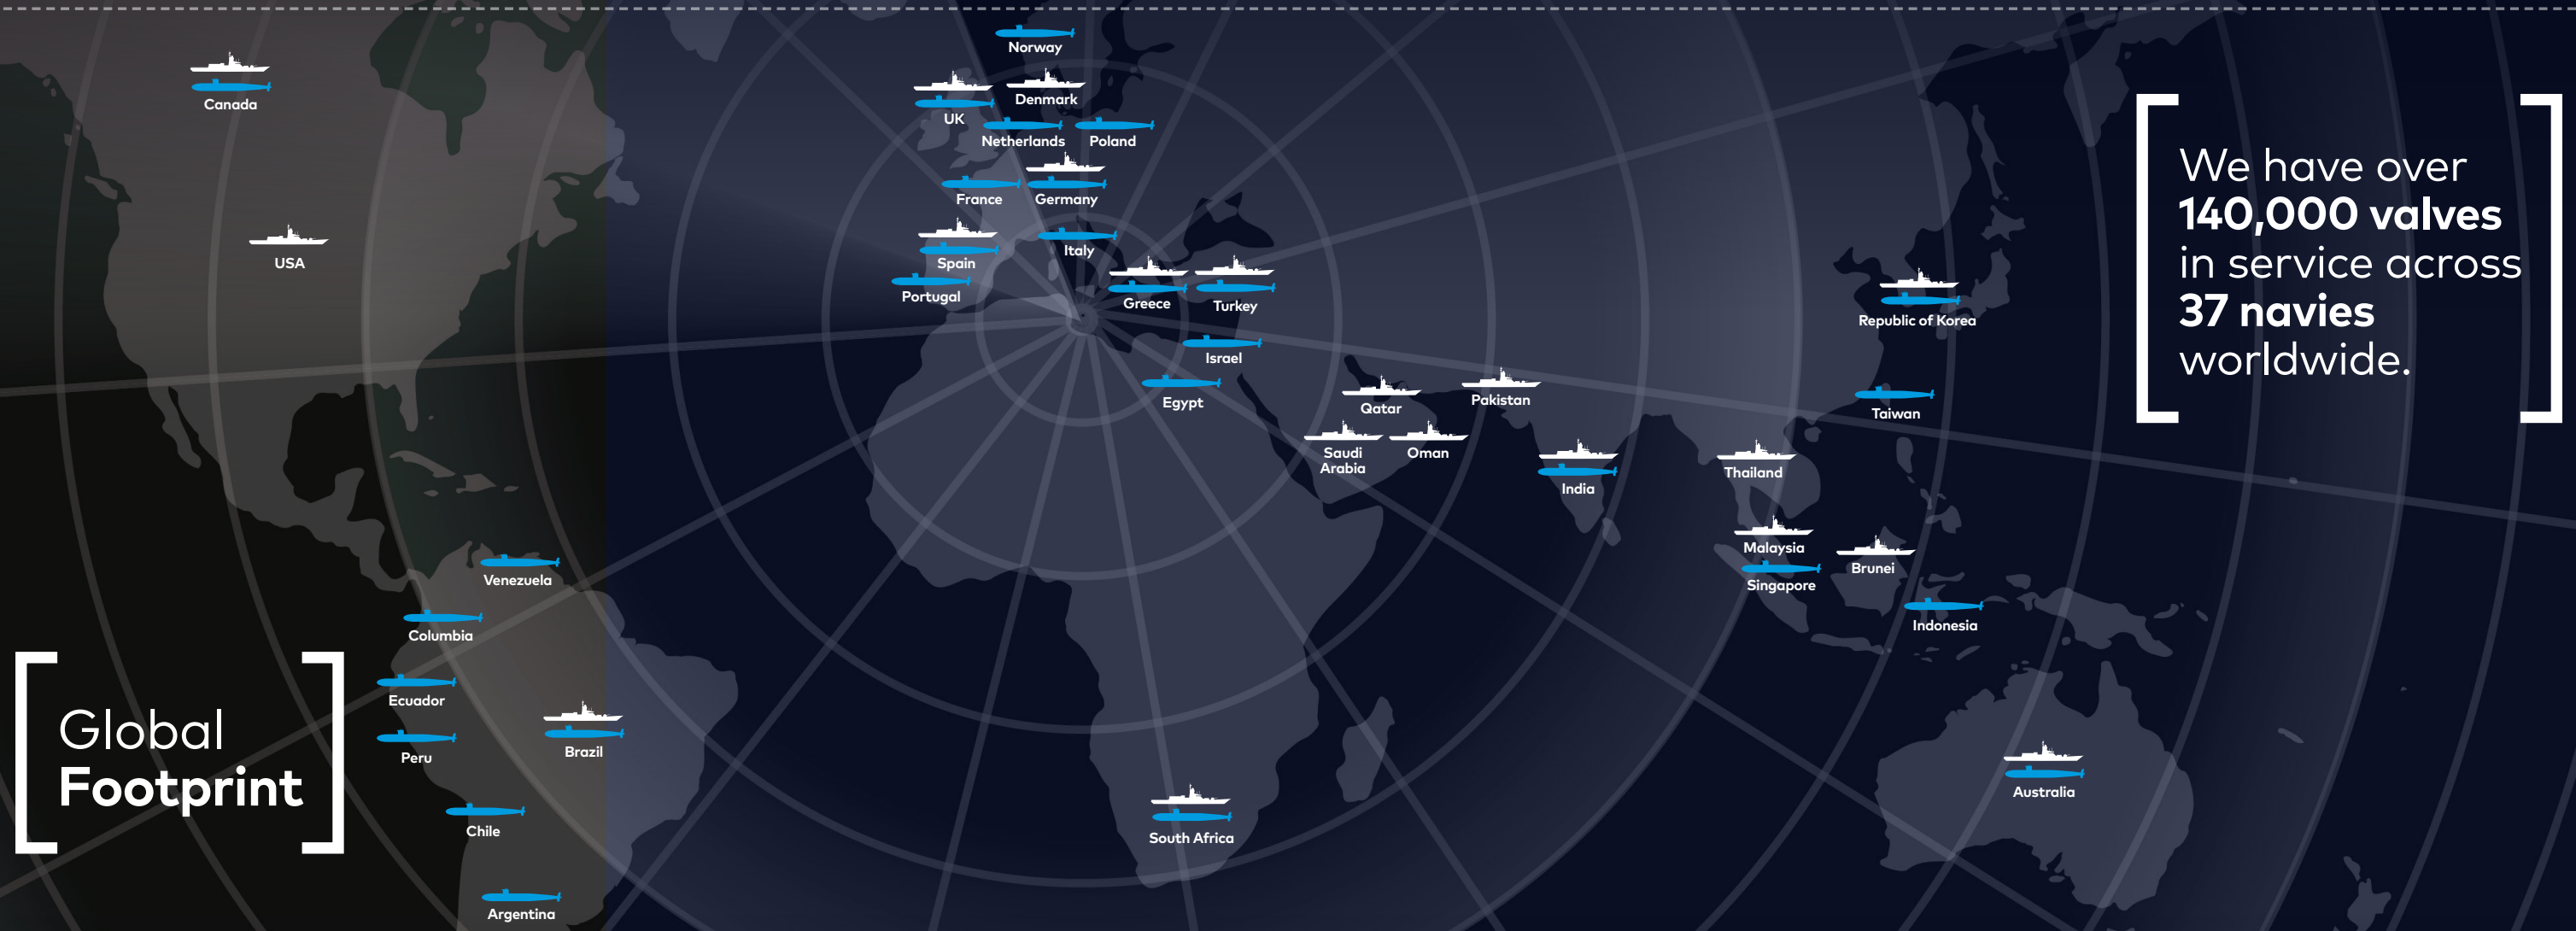 Norway
Canada
UK
Denmark
Netherlands
Poland
France
Germany
USA
Spain
Italy
Portugal
Greece
Turkey
Republic of Korea
Israel
Egypt
Qatar
Pakistan
Taiwan
Saudi
Arabia
Oman
India
Thailand
Malaysia
Brunei
Singapore
Indonesia
Venezuela
Columbia
Ecuador
Peru
Brazil
Chile
Argentina
South Africa
Australia
We have over
140,000 valves
in service across
37 navies
worldwide.
Global
Footprint